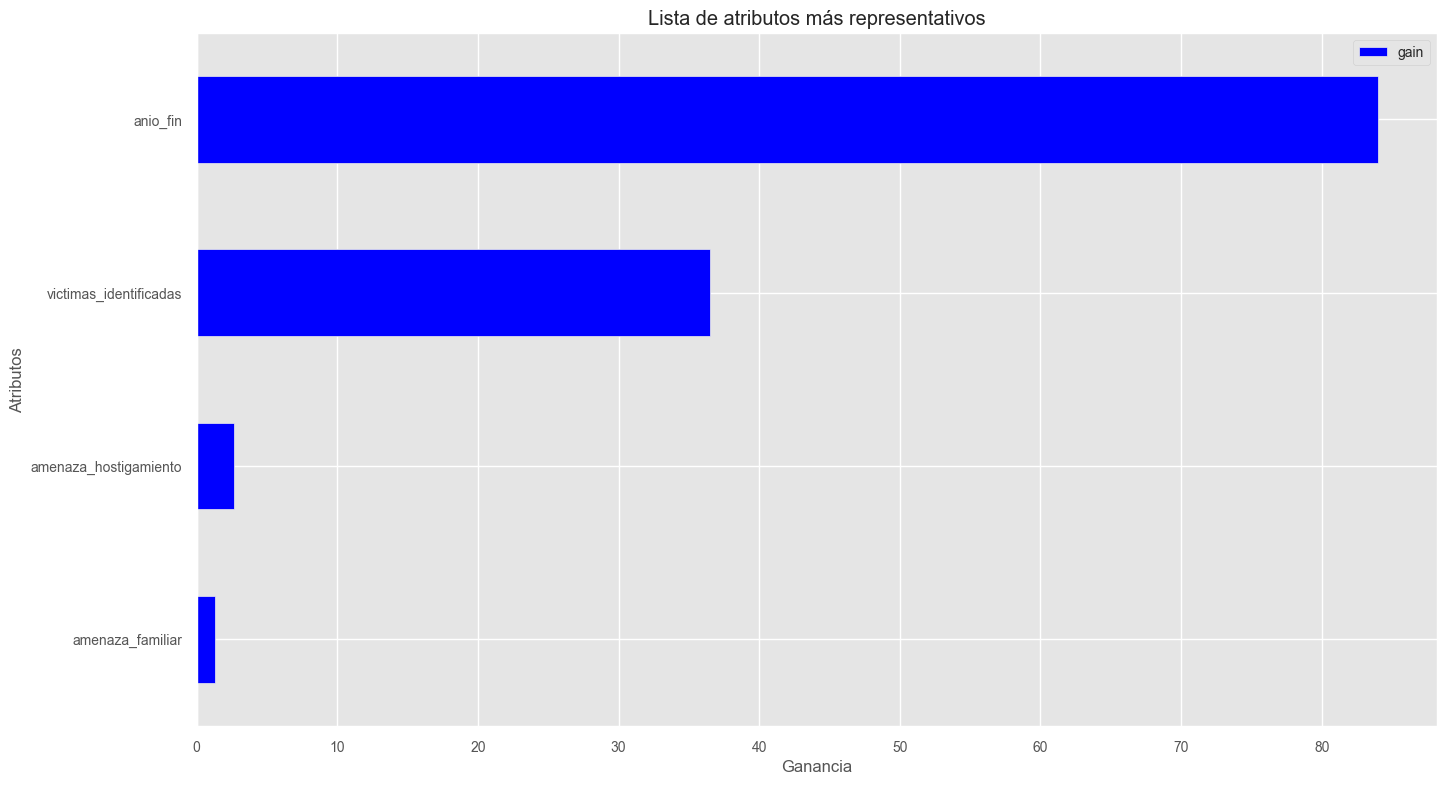 Lista de atributos más representativos
gain
anio_fin
victimas_identificadas
amenaza_hostigamiento
amenaza_familiar
Atributos
0 10 20 30 40 50 60 70 80
Ganancia